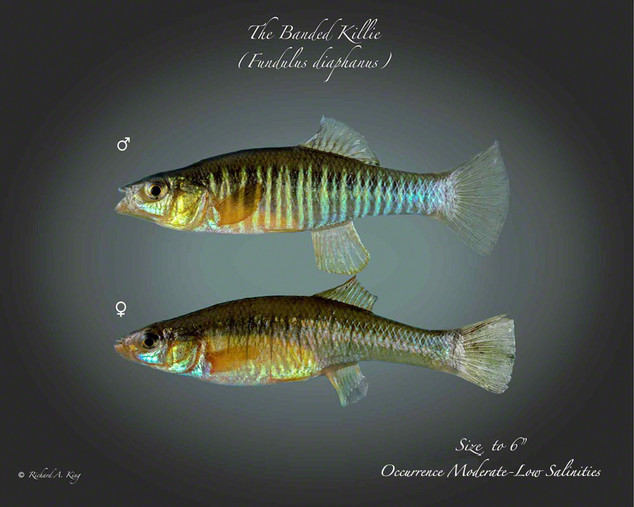 The Banded Killie
(Fundulus diaphanus)
♂
♀
Size to 6"
Occurrence Moderate-Low Salinities
© Richard A. King